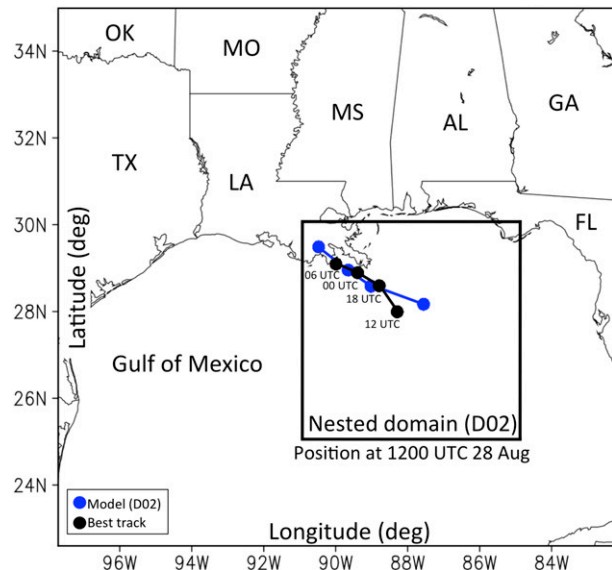 34N
OK
MO
GA
MS
AL
32N
TX
LA
30N
FL
06 UTC
00 UTC
18 UTC
12 UTC
28N
Latitude (deg)
Gulf of Mexico
26N
Nested domain (D02)
Position at 1200 UTC 28 Aug
24N
Model (D02)
Best track
Longitude (deg)
96W 94W 92W 90W 88W 86W 84W